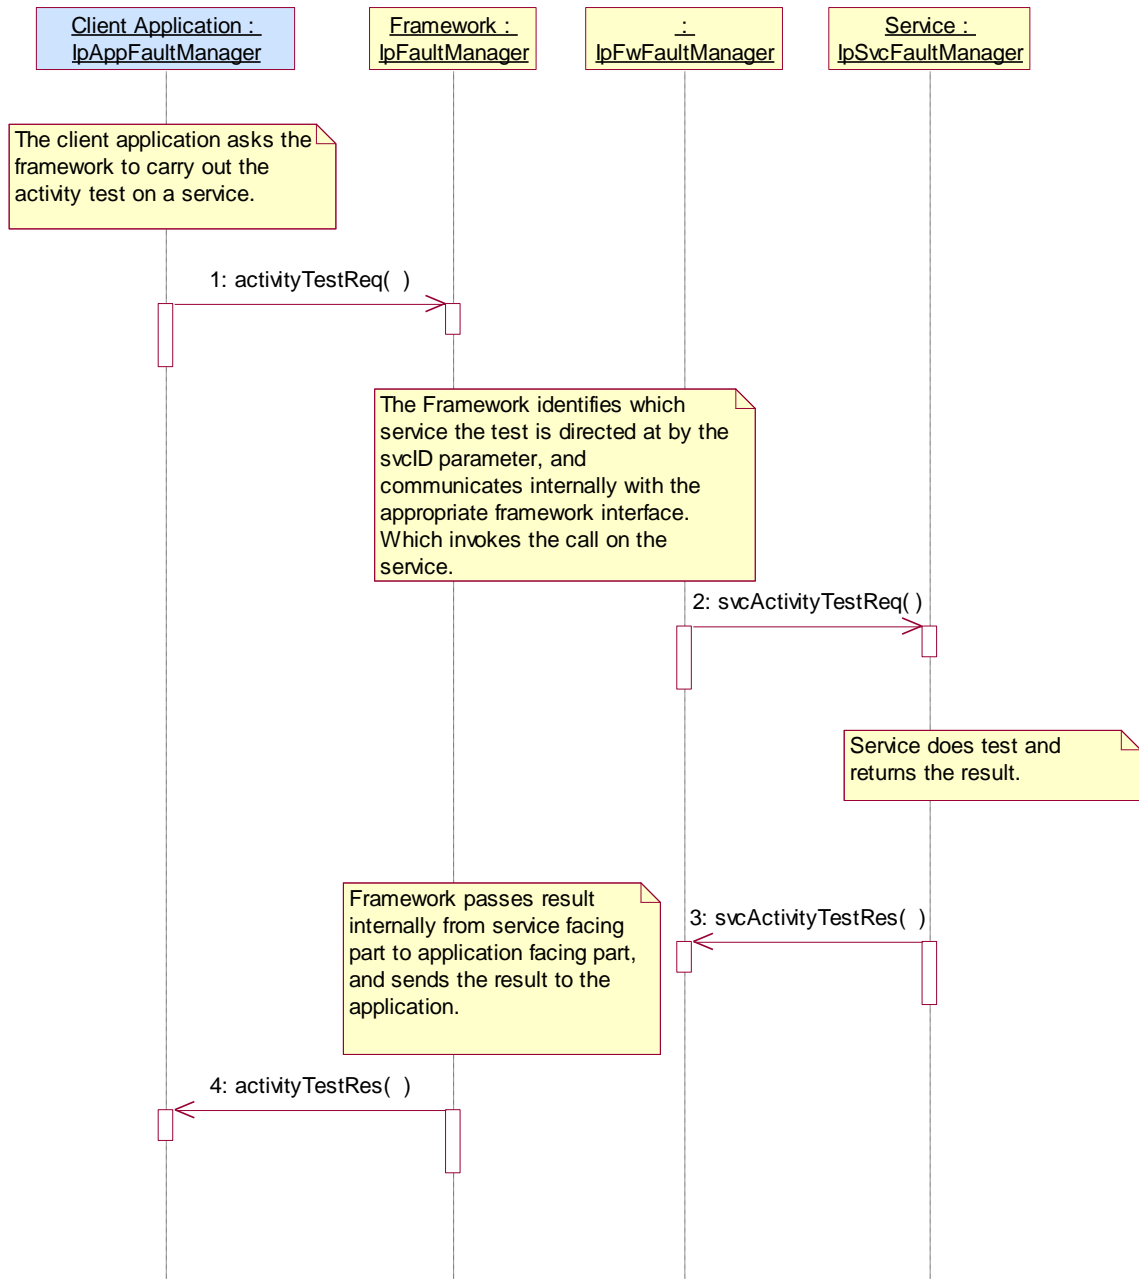 Client Application :
IpAppFaultManager
Framework :
IpFaultManager
:
IpFwFaultManager
Service :
IpSvcFaultManager
The client application asks the
framework to carry out the
activity test on a service.
1: activityTestReq( )
The Framework identifies which
service the test is directed at by the
svcID parameter, and
communicates internally with the
appropriate framework interface.
Which invokes the call on the
service.
2: svcActivityTestReq( )
Service does test and
returns the result.
Framework passes result
internally from service facing
part to application facing part,
and sends the result to the
application.
3: svcActivityTestRes( )
4: activityTestRes( )